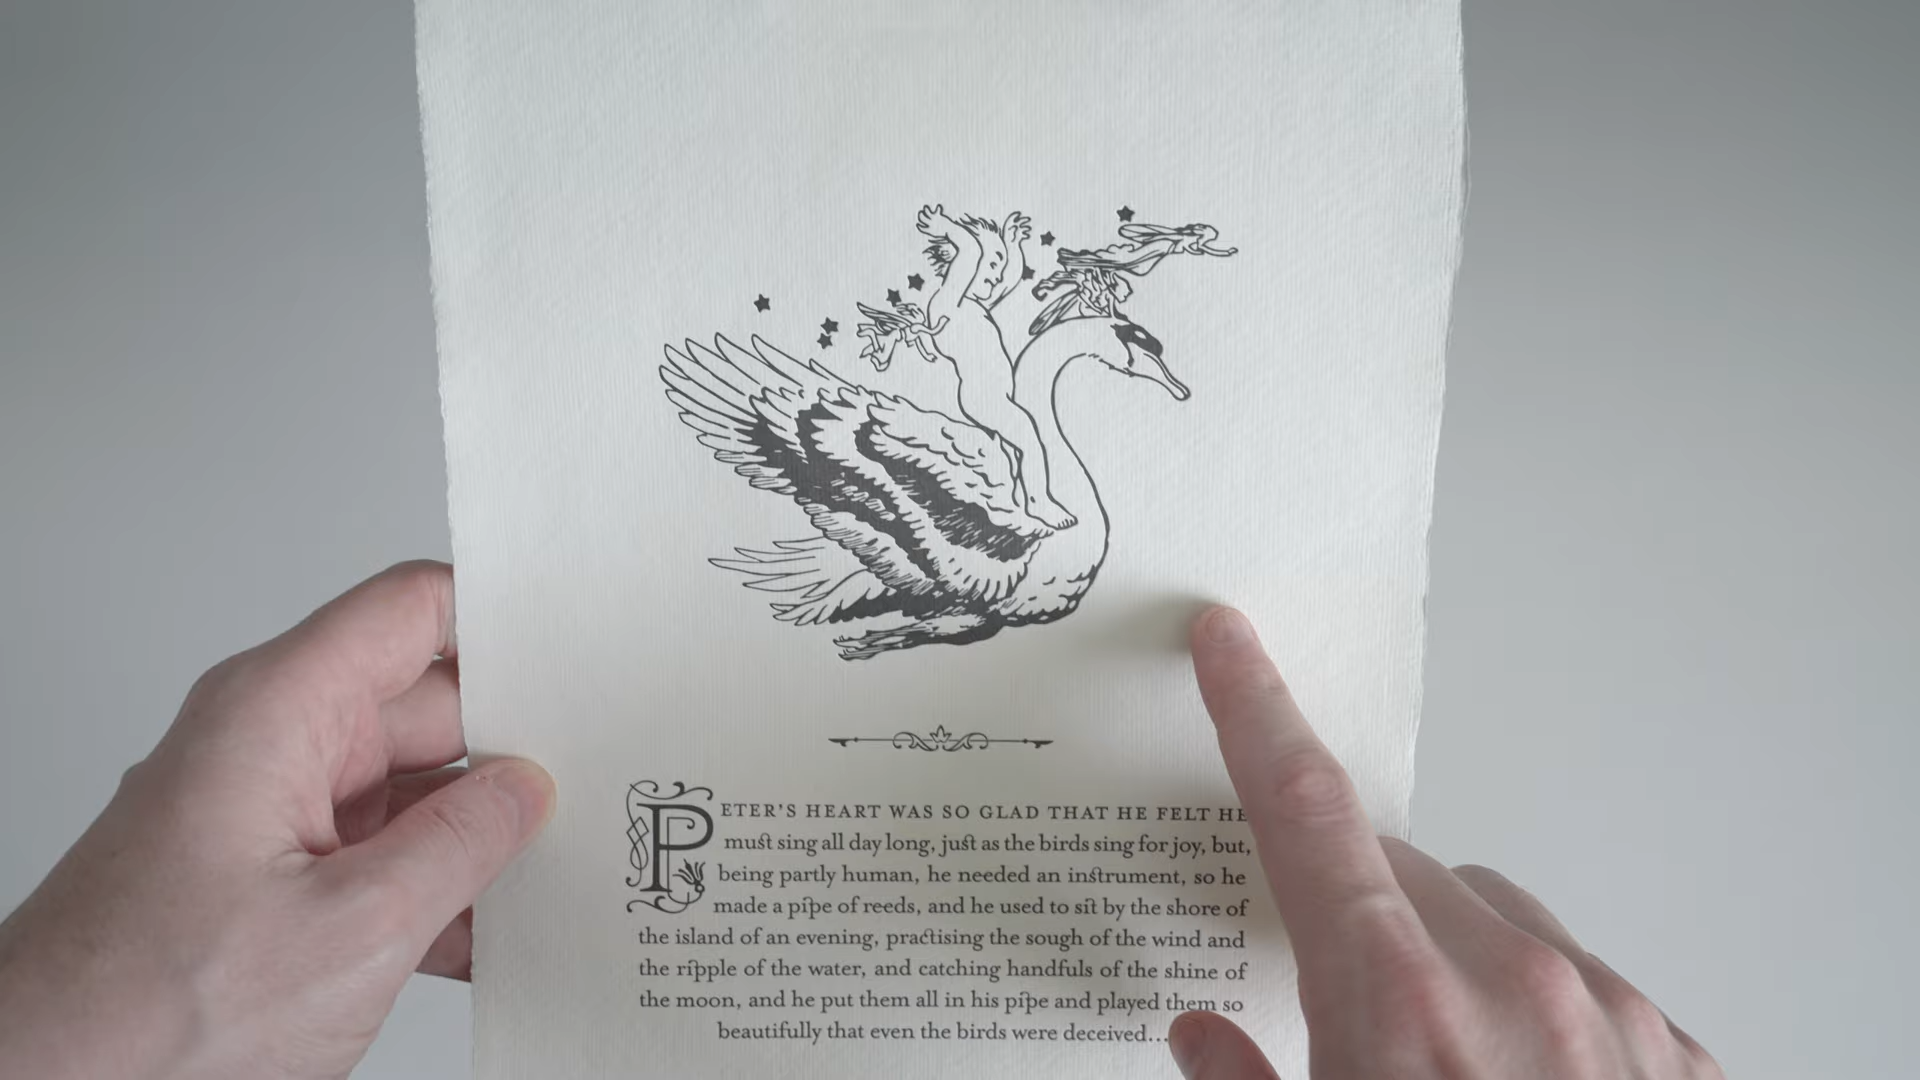 PETER'S HEART WAS SO GLAD THAT HE FELT HE
must sing all day long, just as the birds sing for joy, but,
being partly human, he needed an instrument, so he
made a pipe of reeds, and he used to sit by the shore of
the island of an evening, practising the sough of the wind and
the ripple of the water, and catching handfuls of the shine of
the moon, and he put them all in his pipe and played them so
beautifully that even the birds were deceived...